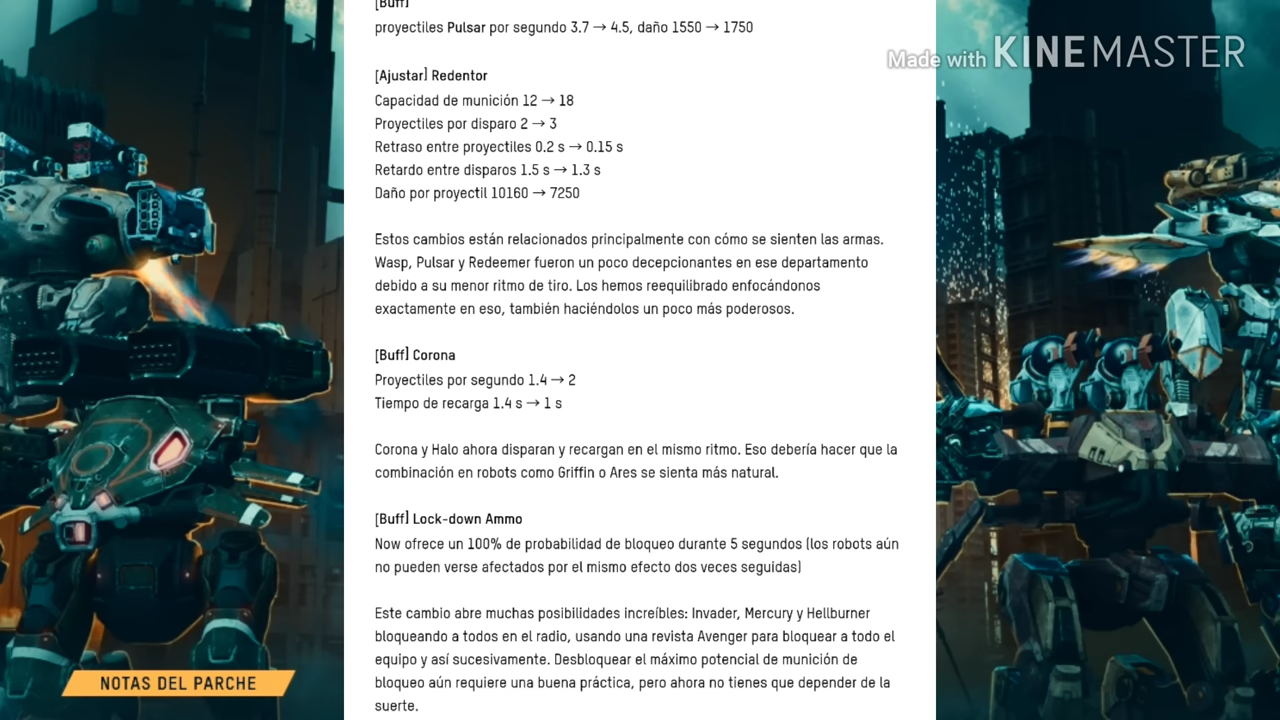 [Buff]
proyectiles Pulsar por segundo 3.7 → 4.5, daño 1550 → 1750
Made with KINEMASTER
[Ajustar] Redentor
Capacidad de munición 12 → 18
Proyectiles por disparo 2 → 3
Retraso entre proyectiles 0.2 s → 0.15 s
Retardo entre disparos 1.5 s → 1.3 s
Daño por proyectil 10160 → 7250
Estos cambios están relacionados principalmente con cómo se sienten las armas.
Wasp, Pulsar y Redeemer fueron un poco decepcionantes en ese departamento
debido a su menor ritmo de tiro. Los hemos reequilibrado enfocándonos
exactamente en eso, también haciéndolos un poco más poderosos.
[Buff] Corona
Proyectiles por segundo 1.4 → 2
Tiempo de recarga 1.4 s → 1 s
Corona y Halo ahora disparan y recargan en el mismo ritmo. Eso debería hacer que la
combinación en robots como Griffin o Ares se sienta más natural.
[Buff] Lock-down Ammo
Now ofrece un 100% de probabilidad de bloqueo durante 5 segundos (los robots aún
no pueden verse afectados por el mismo efecto dos veces seguidas)
Este cambio abre muchas posibilidades increíbles: Invader, Mercury y Hellburner
bloqueando a todos en el radio, usando una revista Avenger para bloquear a todo el
equipo y así sucesivamente. Desbloquear el máximo potencial de munición de
bloqueo aún requiere una buena práctica, pero ahora no tienes que depender de la
suerte.
NOTAS DEL PARCHE